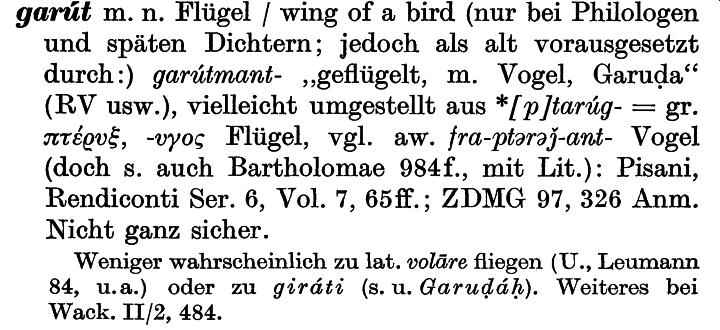 garút m. n. Flügel / wing of a bird (nur bei Philologen
und späten Dichtern; jedoch als alt vorausgesetzt
durch:) garútmant- „geflügelt, m. Vogel, Garuḍa“
(RV usw.), vielleicht umgestellt aus *[p]tarúg- = gr.
πτέρυξ, -υγος Flügel, vgl. aw. fra-ptərəǰ-ant- Vogel
(doch s. auch Bartholomae 984f., mit Lit.): Pisani,
Rendiconti Ser. 6, Vol. 7, 65ff.; ZDMG 97, 326 Anm.
Nicht ganz sicher.
Weniger wahrscheinlich zu lat. volāre fliegen (U., Leumann
84, u.a.) oder zu giráti (s. u. Garuḍáḥ). Weiteres bei
Wack. II/2, 484.